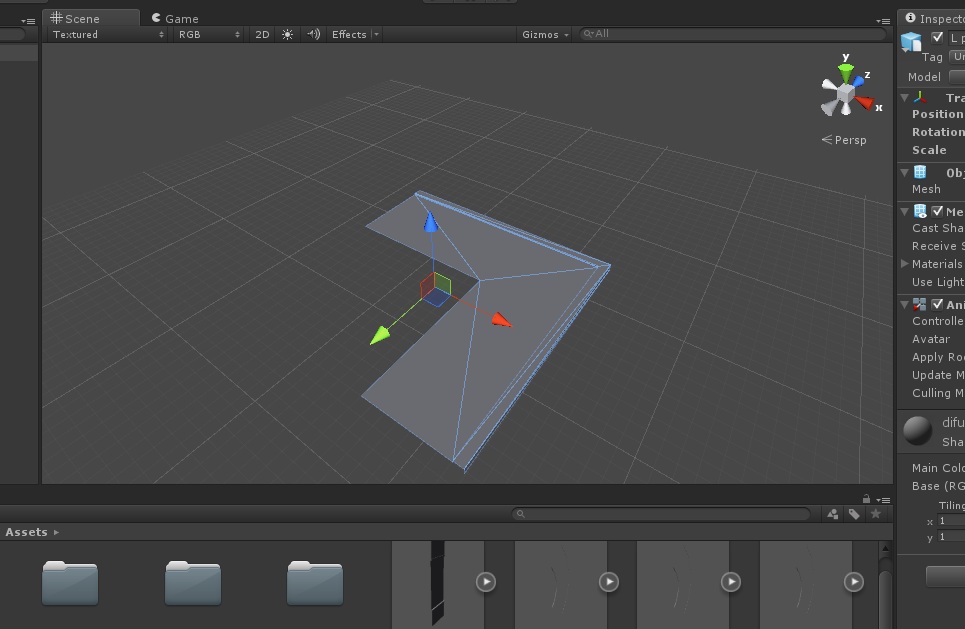 Scene
Game
Inspecto
Textured
RGB
2D
Effects
Gizmos
All
L p
Tag
Un
Model
y
z
x
Persp
Tra
Position
Rotation
Scale
Obj
Mesh
Me
Cast Sha
Receive S
Materials
Use Light
Ani
Controlle
Avatar
Apply Roo
Update M
Culling M
difu
Sha
Main Colo
Base (RG
Tiling
x 1
y 1
Assets